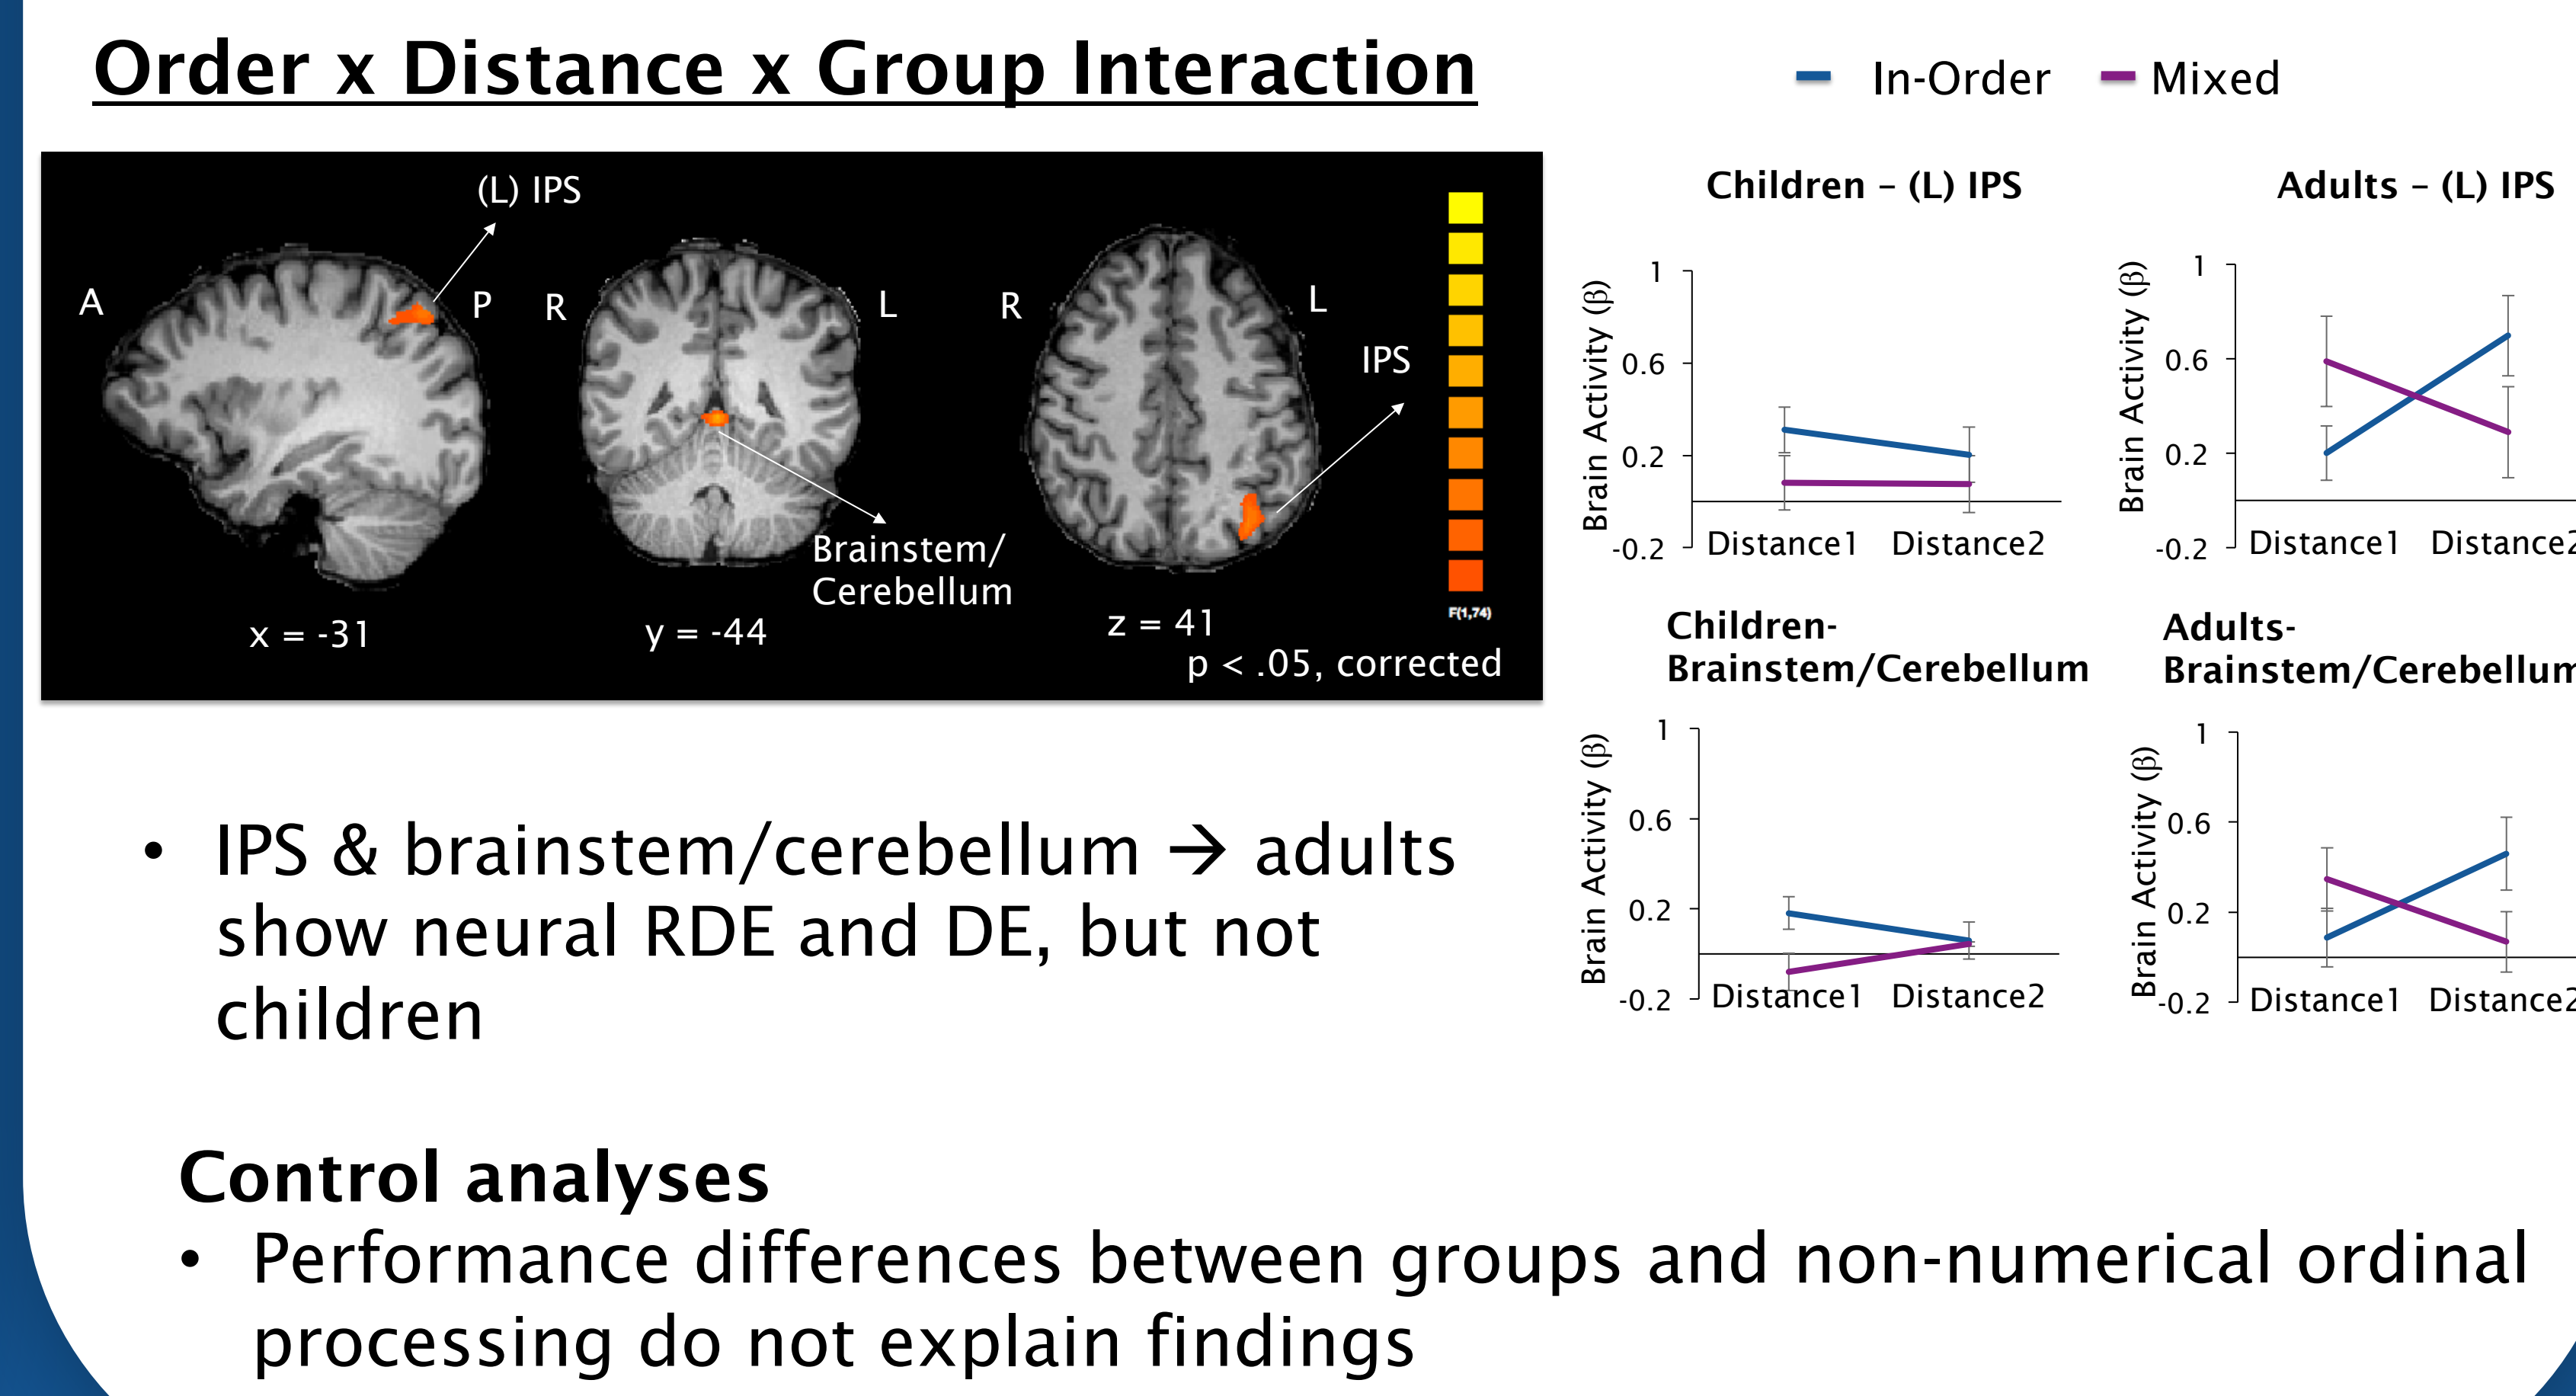 Order x Distance x Group Interaction
In-Order
Mixed
(L) IPS
A
P
R
L
R
L
IPS
Brainstem/
Cerebellum
x = -31
y = -44
z = 41
F(1,74)
p < .05, corrected
Children – (L) IPS
Brain Activity (β)
1
0.6
0.2
-0.2
Distance1 Distance2
Adults – (L) IPS
Brain Activity (β)
1
0.6
0.2
-0.2
Distance1 Distance2
Children-
Brainstem/Cerebellum
Brain Activity (β)
1
0.6
0.2
-0.2
Distance1 Distance2
Adults-
Brainstem/Cerebellum
Brain Activity (β)
1
0.6
0.2
-0.2
Distance1 Distance2
• IPS & brainstem/cerebellum → adults
show neural RDE and DE, but not
children
Control analyses
• Performance differences between groups and non-numerical ordinal
processing do not explain findings